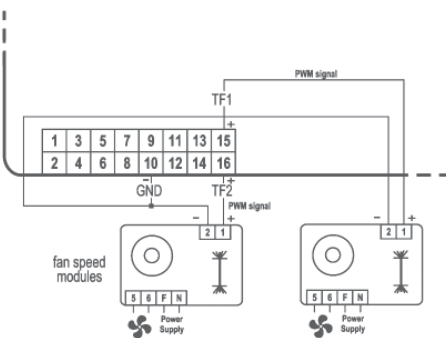 PWM signal
TF1
+
1 3 5 7 9 11 13 15
2 4 6 8 10 12 14 16
− +
GND TF2
PWM signal
− +
2 1
− +
2 1
fan speed
modules
5 6 F N
Power
Supply
5 6 F N
Power
Supply